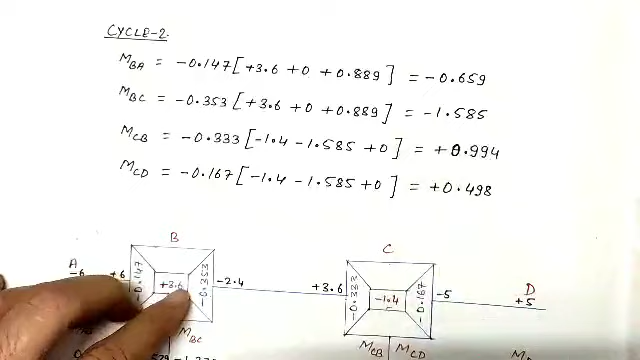 CYCLE-2.
MBA = -0.147[+3.6 +0 +0.889] = -0.659
MBC = -0.353[+3.6 +0 +0.889] = -1.585
MCB = -0.333[-1.4 -1.585 +0] = +0.994
MCD = -0.167[-1.4 -1.585 +0] = +0.498
B
C
A
-6
+6
-0.147
+3.6
-0.353
-2.4
+3.6
-0.333
-1.4
0.167
-5
D
+5
MBC
MCB
MCD